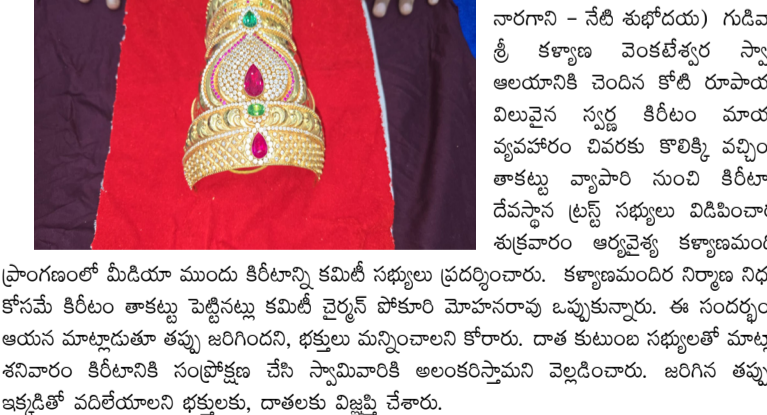 నారగాని - నేటి శుభోదయ) గుడివా
శ్రీ కళ్యాణ వెంకటేశ్వర స్వా
ఆలయానికి చెందిన కోటి రూపాయ
విలువైన స్వర్ణ కిరీటం మాయ
వ్యవహారం చివరకు కొలిక్కి వచ్చిం
తాకట్టు వ్యాపారి నుంచి కిరీటా
దేవస్థాన ట్రస్ట్ సభ్యులు విడిపించా
శుక్రవారం ఆర్యవైశ్య కళ్యాణమంది
ప్రాంగణంలో మీడియా ముందు కిరీటాన్ని కమిటీ సభ్యులు ప్రదర్శించారు. కళ్యాణమందిర నిర్మాణ నిధ
కోసమే కిరీటం తాకట్టు పెట్టినట్లు కమిటీ చైర్మన్ పోకూరి మోహనరావు ఒప్పుకున్నారు. ఈ సందర్భం
ఆయన మాట్లాడుతూ తప్పు జరిగిందని, భక్తులు మన్నించాలని కోరారు. దాత కుటుంబ సభ్యులతో మాట్లా
శనివారం కిరీటానికి సంప్రోక్షణ చేసి స్వామివారికి అలంకరిస్తామని వెల్లడించారు. జరిగిన తప్పు
ఇక్కడితో వదిలేయాలని భక్తులకు, దాతలకు విజ్ఞప్తి చేశారు.